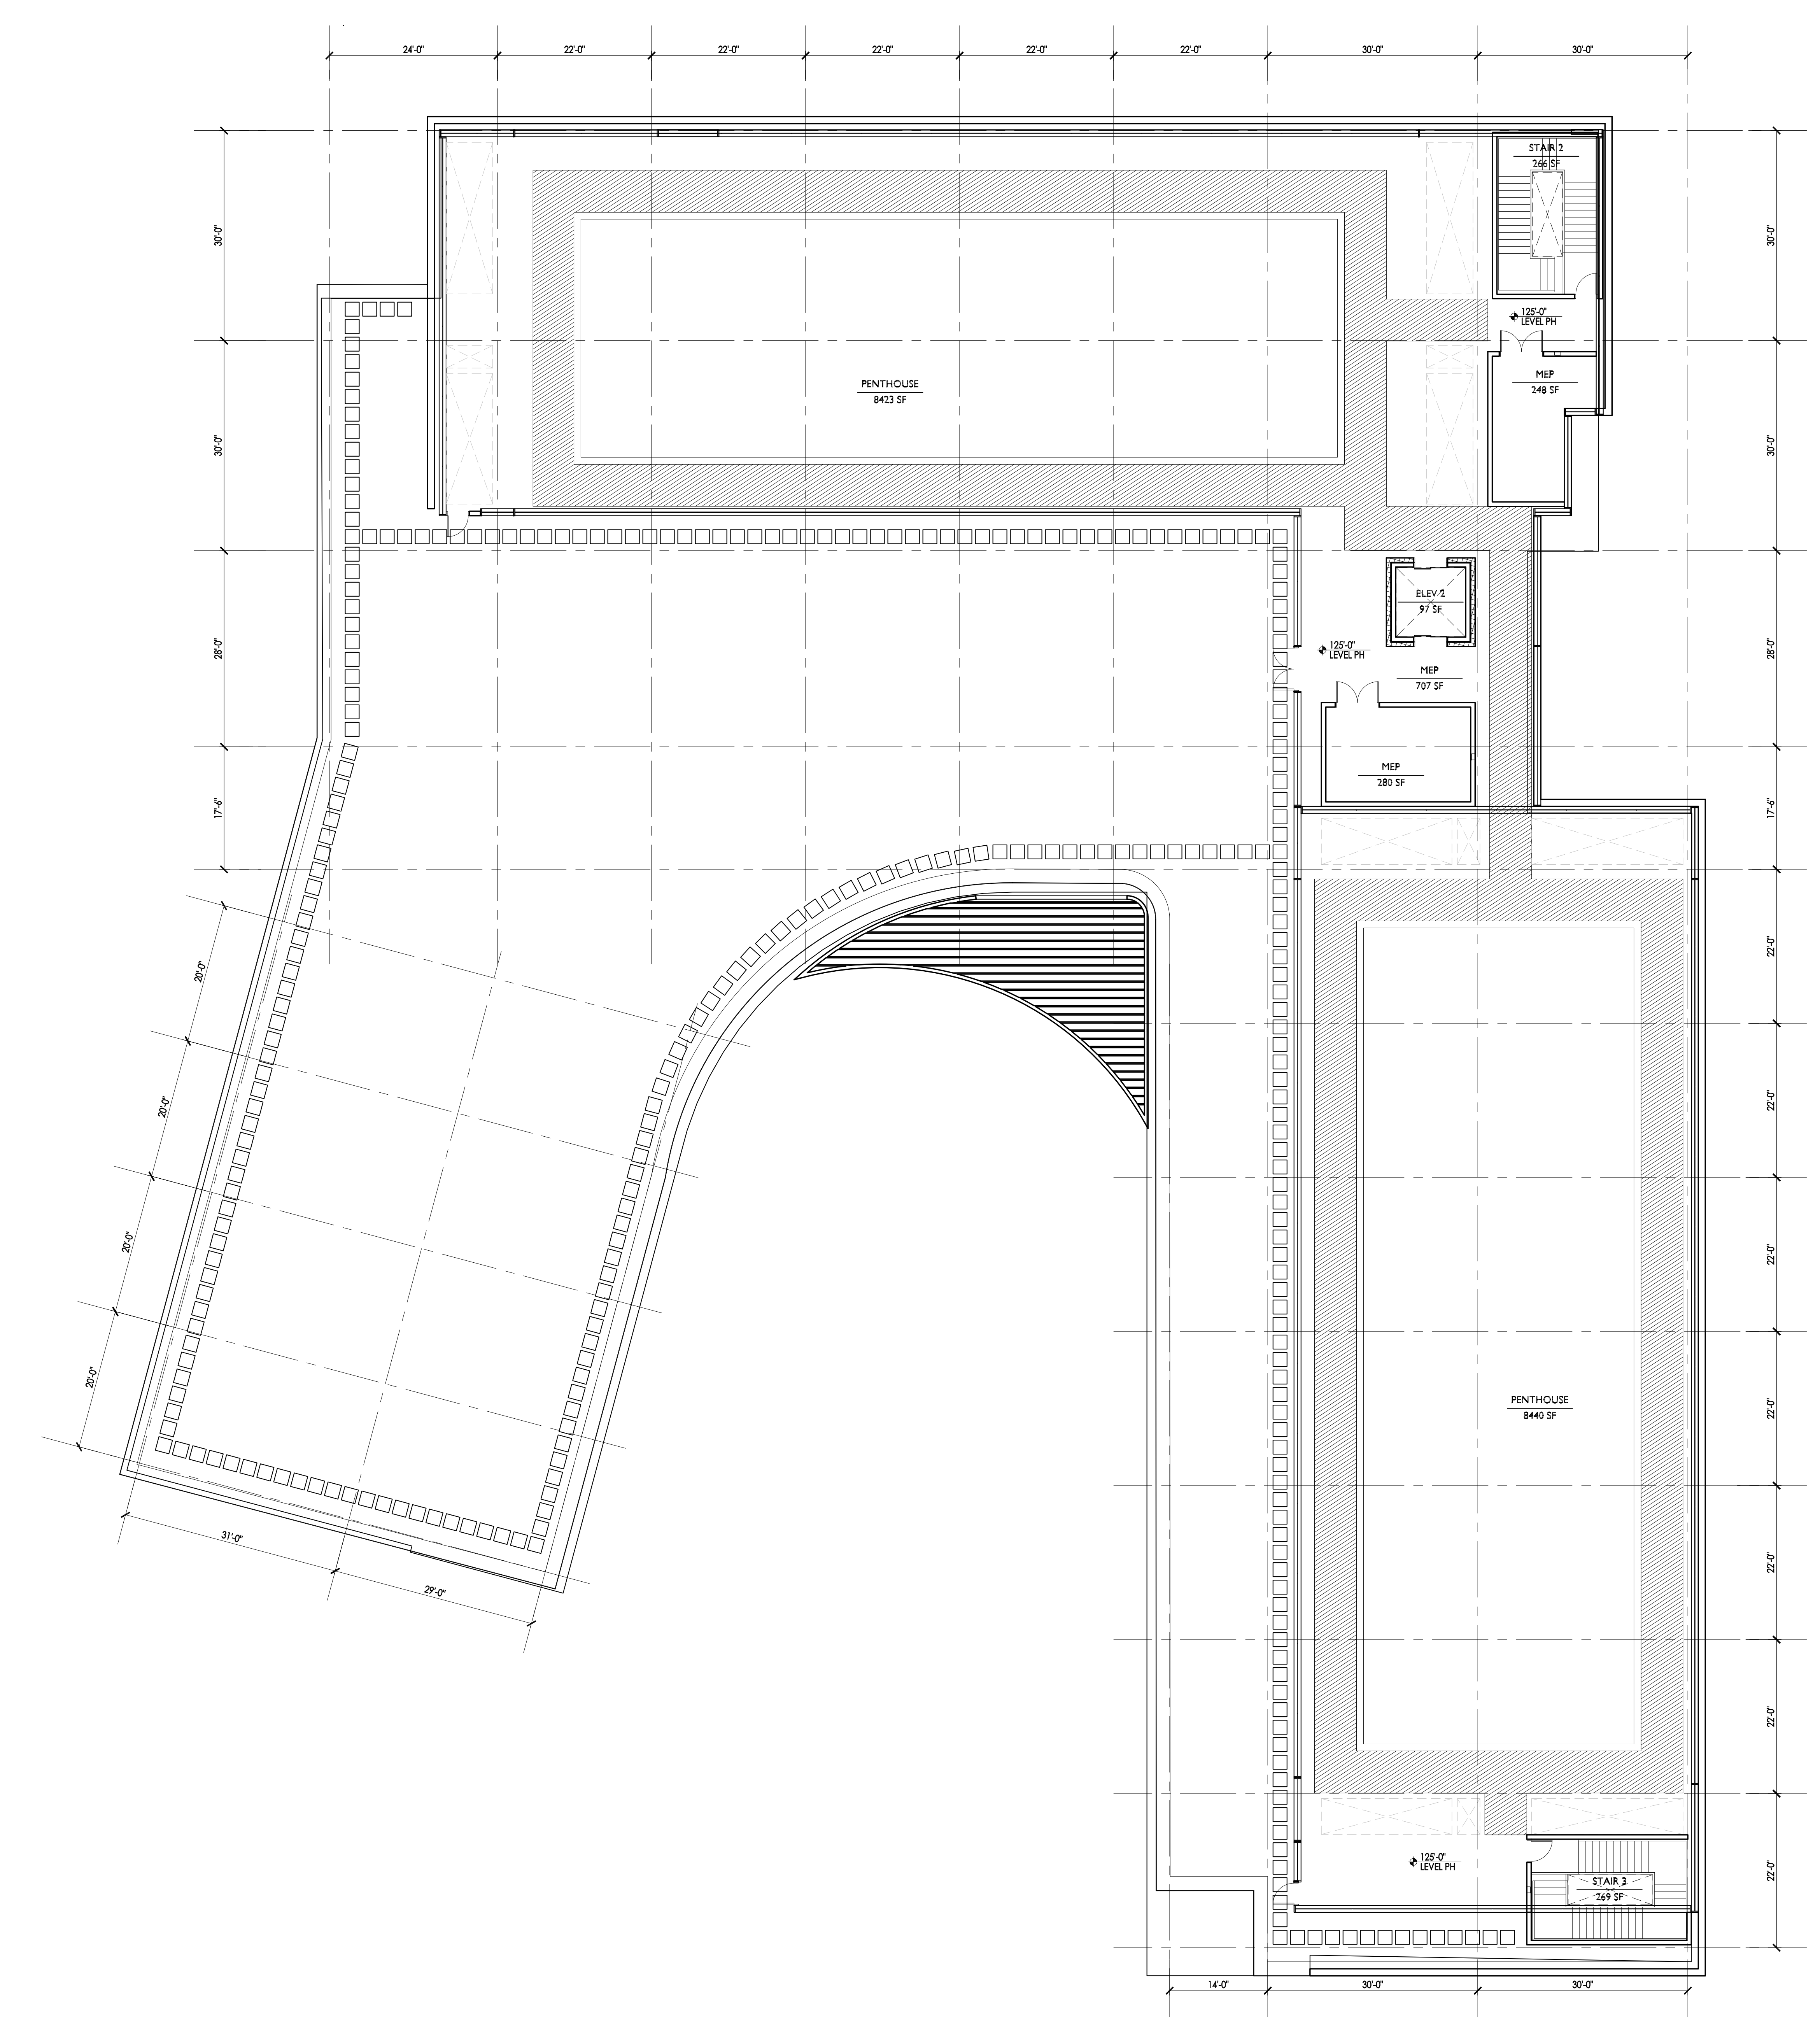 24'-0"
22'-0"
22'-0"
22'-0"
22'-0"
22'-0"
30'-0"
30'-0"
STAIR 2
266 SF
30'-0"
30'-0"
125'-0"
LEVEL PH
MEP
248 SF
PENTHOUSE
8423 SF
30'-0"
30'-0"
ELEV 2
97 SF
28'-0"
28'-0"
125'-0"
LEVEL PH
MEP
707 SF
MEP
280 SF
17'-6"
17'-6"
20'-0"
22'-0"
20'-0"
22'-0"
20'-0"
22'-0"
20'-0"
22'-0"
PENTHOUSE
8440 SF
31'-0"
29'-0"
22'-0"
22'-0"
125'-0"
LEVEL PH
STAIR 3
269 SF
22'-0"
14'-0"
30'-0"
30'-0"